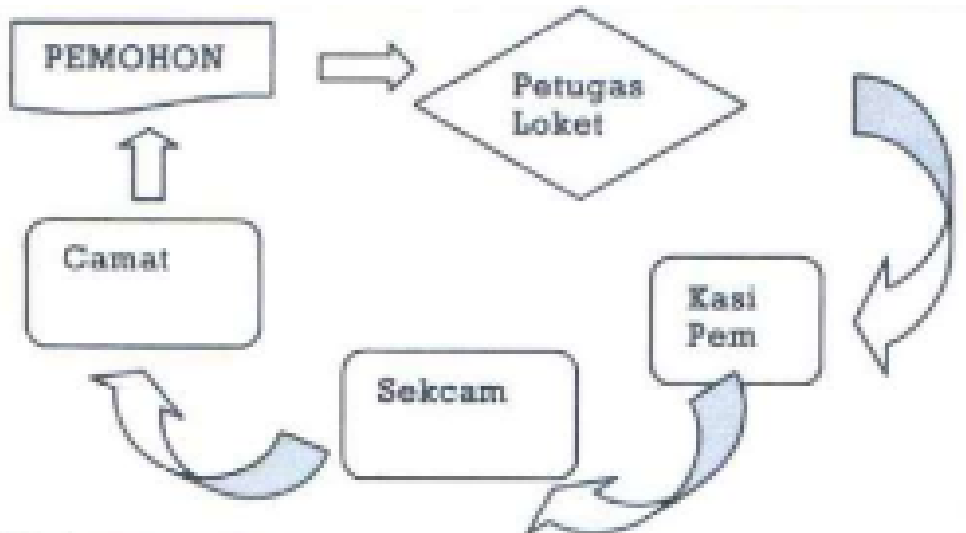 PEMOHON
Petugas
Loket
Kasi
Pem
Sekcam
Camat